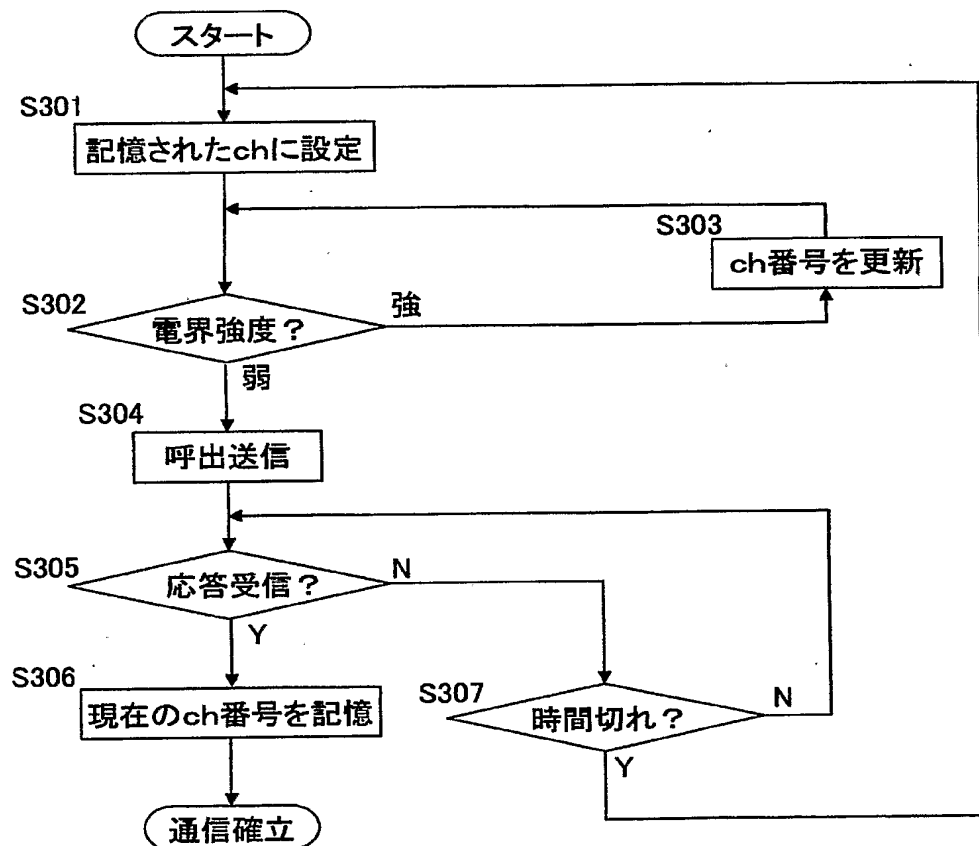 スタート
S301
記憶されたchに設定
S303
ch番号を更新
S302
電界強度？
強
弱
S304
呼出送信
S305
応答受信？
N
Y
S306
現在のch番号を記憶
S307
時間切れ？
N
Y
通信確立